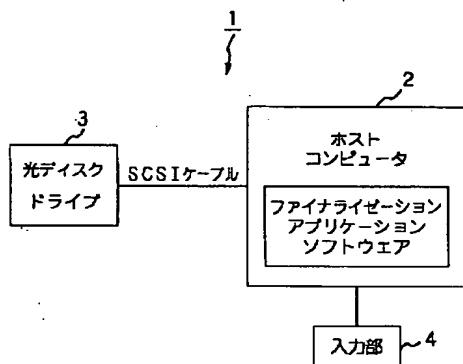 1
2
3
ホスト
コンピュータ
光ディスク
ドライブ
SCSIケーブル
ファイナライゼーション
アプリケーション
ソフトウェア
入力部
4